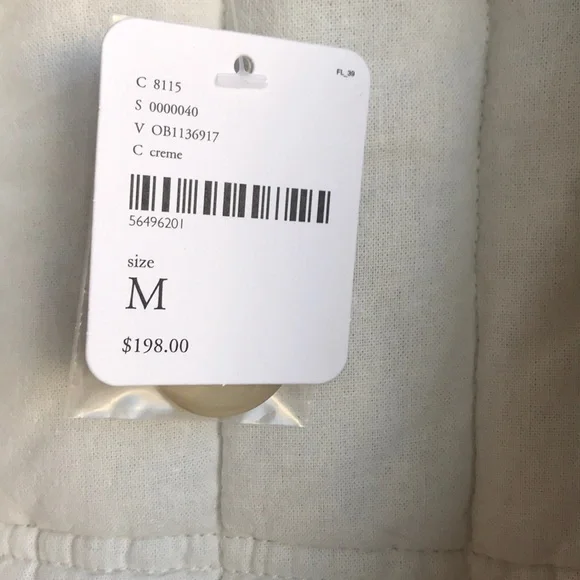 FL_39
C 8115
S 0000040
V OB1136917
C creme
56496201
size
M
$198.00